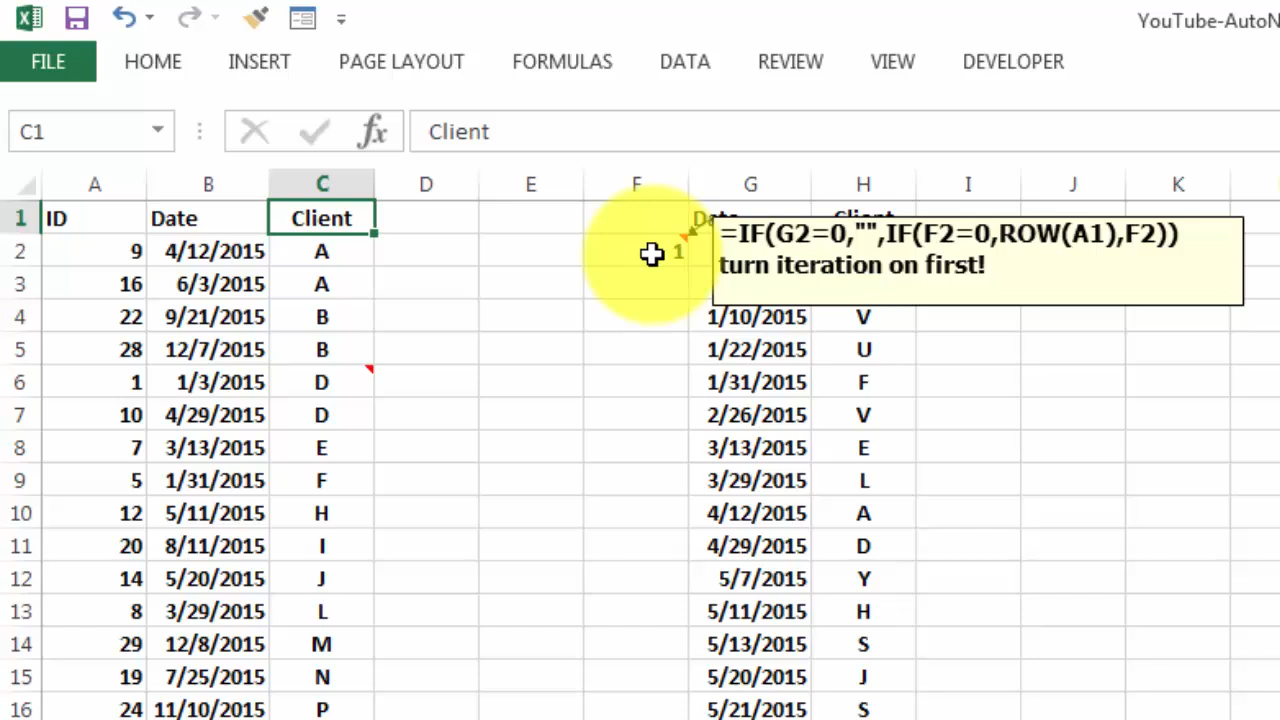 YouTube-AutoN
FILE HOME INSERT PAGE LAYOUT FORMULAS DATA REVIEW VIEW DEVELOPER
C1 fx Client
A B C D E F G H I J K
1 ID Date Client Date Client
2 9 4/12/2015 A 1
=IF(G2=0,"",IF(F2=0,ROW(A1),F2))
turn iteration on first!
3 16 6/3/2015 A
4 22 9/21/2015 B 1/10/2015 V
5 28 12/7/2015 B 1/22/2015 U
6 1 1/3/2015 D 1/31/2015 F
7 10 4/29/2015 D 2/26/2015 V
8 7 3/13/2015 E 3/13/2015 E
9 5 1/31/2015 F 3/29/2015 L
10 12 5/11/2015 H 4/12/2015 A
11 20 8/11/2015 I 4/29/2015 D
12 14 5/20/2015 J 5/7/2015 Y
13 8 3/29/2015 L 5/11/2015 H
14 29 12/8/2015 M 5/13/2015 S
15 19 7/25/2015 N 5/20/2015 J
16 24 11/10/2015 P 5/21/2015 S